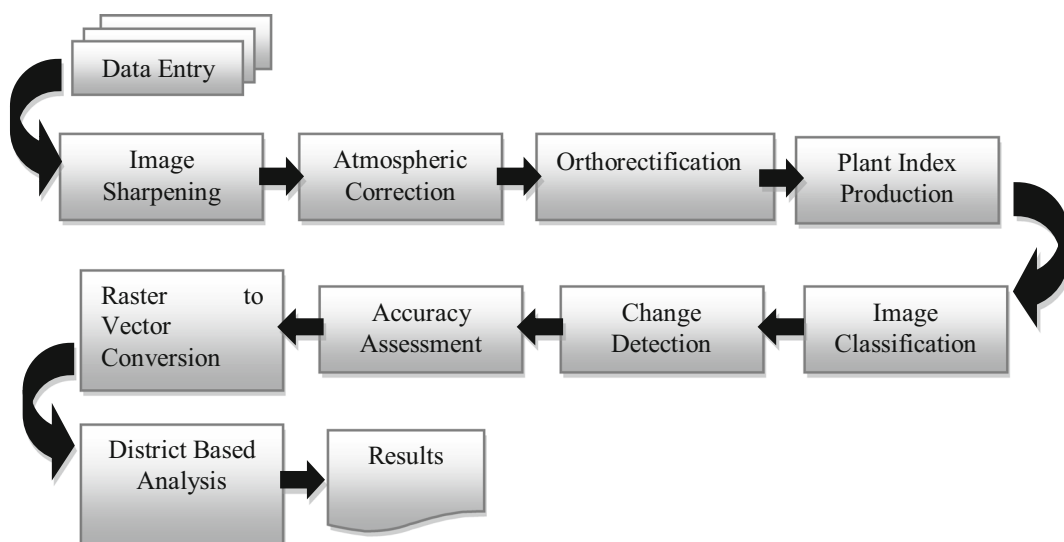 Data Entry
Image
Sharpening
Atmospheric
Correction
Orthorectification
Plant Index
Production
Image
Classification
Change
Detection
Accuracy
Assessment
Raster to
Vector
Conversion
District Based
Analysis
Results